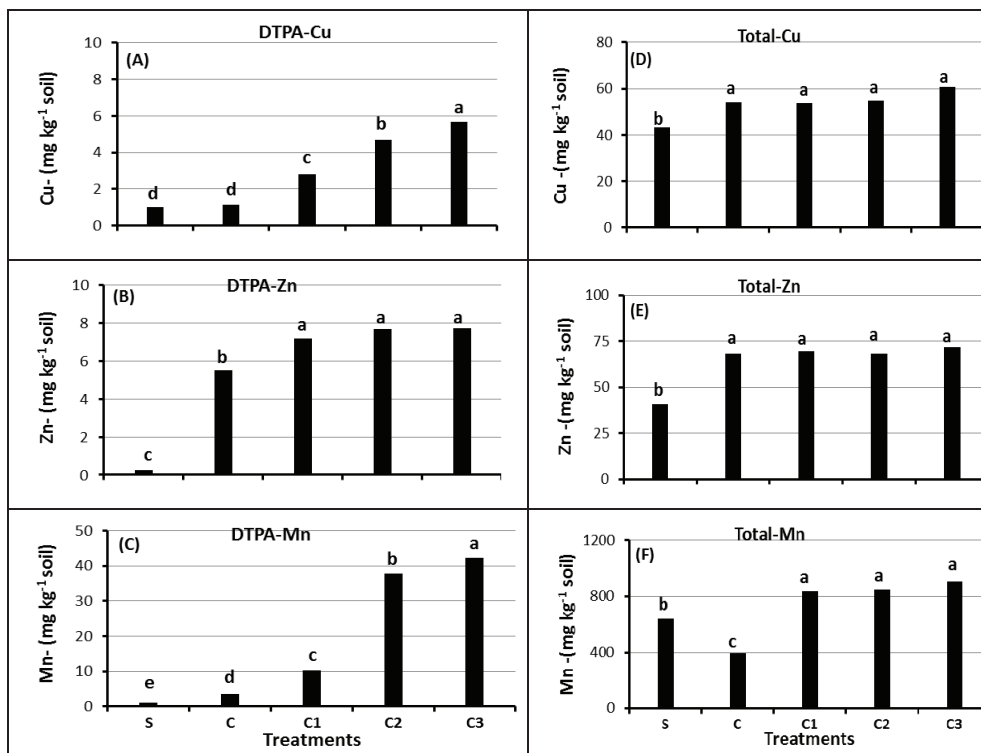 DTPA-Cu
(A)
Cu- (mg kg-1 soil)
10
8
6
4
2
0
d d c b a
Total-Cu
(D)
Cu -(mg kg-1 soil)
80
60
40
20
0
b a a a a
DTPA-Zn
(B)
Zn- (mg kg-1 soil)
10
8
6
4
2
0
c b a a a
Total-Zn
(E)
Zn -(mg kg-1 soil)
100
75
50
25
0
b a a a a
DTPA-Mn
(C)
Mn- (mg kg-1 soil)
50
40
30
20
10
0
e d c b a
S C C1 C2 C3
Treatments
Total-Mn
(F)
Mn -(mg kg-1 soil)
1200
800
400
0
b c a a a
S C C1 C2 C3
Treatments